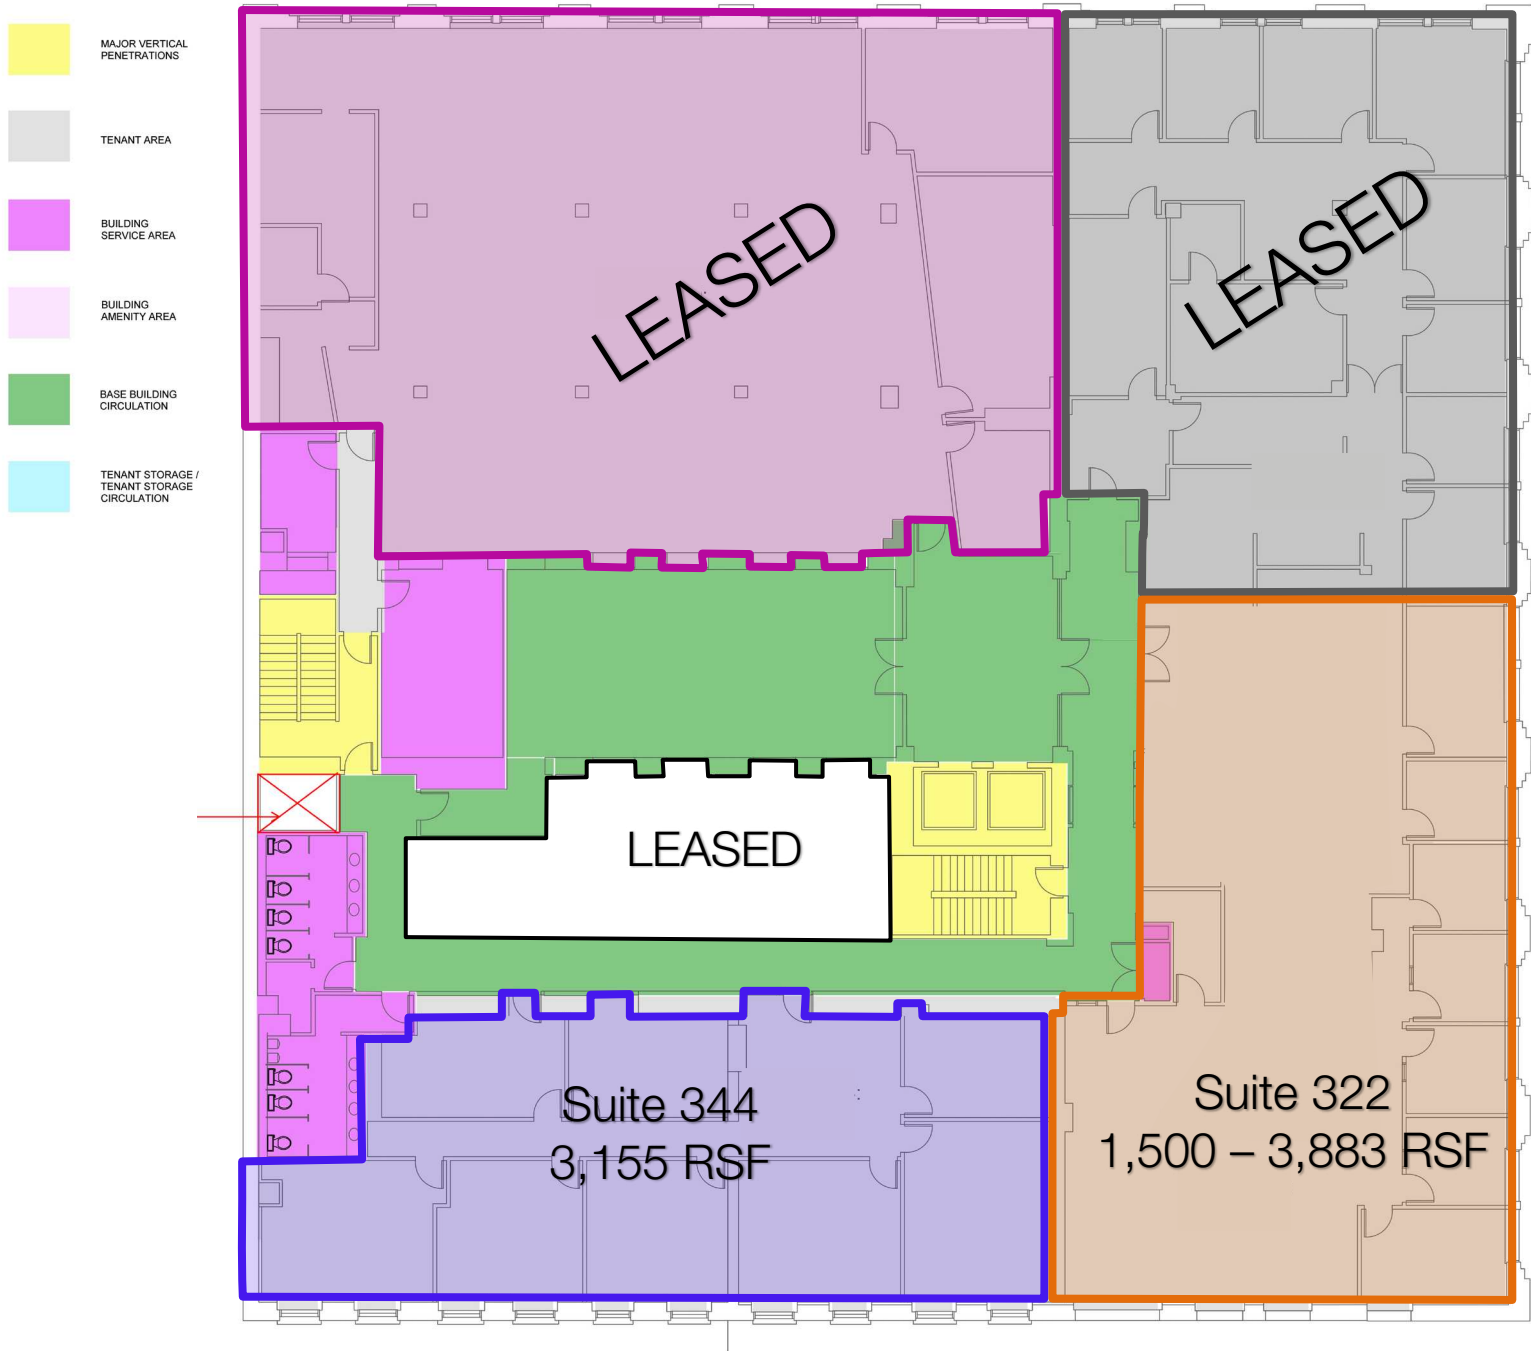 MAJOR VERTICAL
PENETRATIONS
TENANT AREA
BUILDING
SERVICE AREA
BUILDING
AMENITY AREA
BASE BUILDING
CIRCULATION
TENANT STORAGE /
TENANT STORAGE
CIRCULATION
LEASED
LEASED
LEASED
Suite 344
3,155 RSF
Suite 322
1,500 – 3,883 RSF